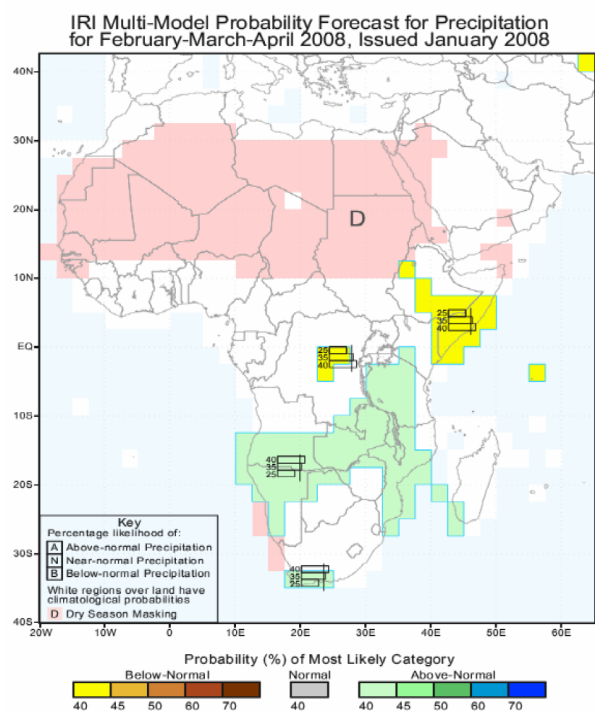 IRI Multi-Model Probability Forecast for Precipitation
for February-March-April 2008, Issued January 2008
40N
30N
20N
D
10N
25
35
40
EQ
25
35
40
10S
40
35
25
20S
Key
Percentage likelihood of:
A Above-normal Precipitation
N Near-normal Precipitation
B Below-normal Precipitation
White regions over land have
climatological probabilities
D Dry Season Masking
30S
40
35
25
40S
20W 10W 0 10E 20E 30E 40E 50E 60E
Probability (%) of Most Likely Category
Below-Normal Normal Above-Normal
40 45 50 60 70 40 40 45 50 60 70